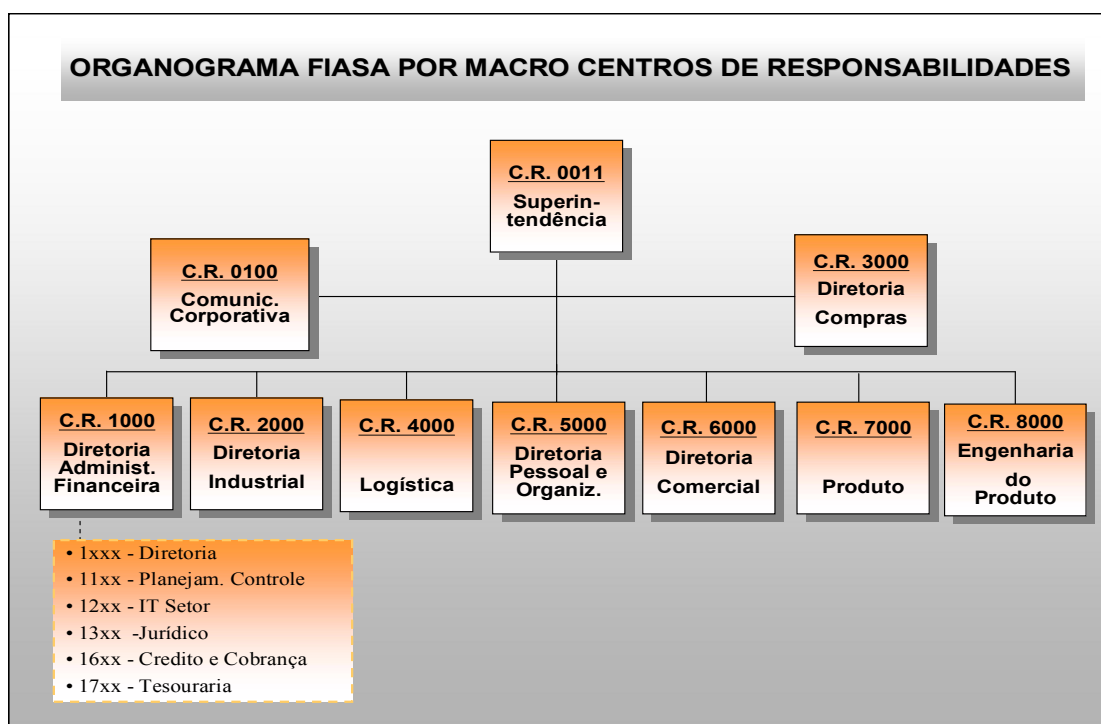 ORGANOGRAMA FIASA POR MACRO CENTROS DE RESPONSABILIDADES
C.R. 0011
Superin-
tendência
C.R. 0100
Comunic.
Corporativa
C.R. 3000
Diretoria
Compras
C.R. 1000
Diretoria
Administ.
Financeira
C.R. 2000
Diretoria
Industrial
C.R. 4000
Logística
C.R. 5000
Diretoria
Pessoal e
Organiz.
C.R. 6000
Diretoria
Comercial
C.R. 7000
Produto
C.R. 8000
Engenharia
do
Produto
• 1xxx - Diretoria
• 11xx - Planejam. Controle
• 12xx - IT Setor
• 13xx -Jurídico
• 16xx - Credito e Cobrança
• 17xx - Tesouraria